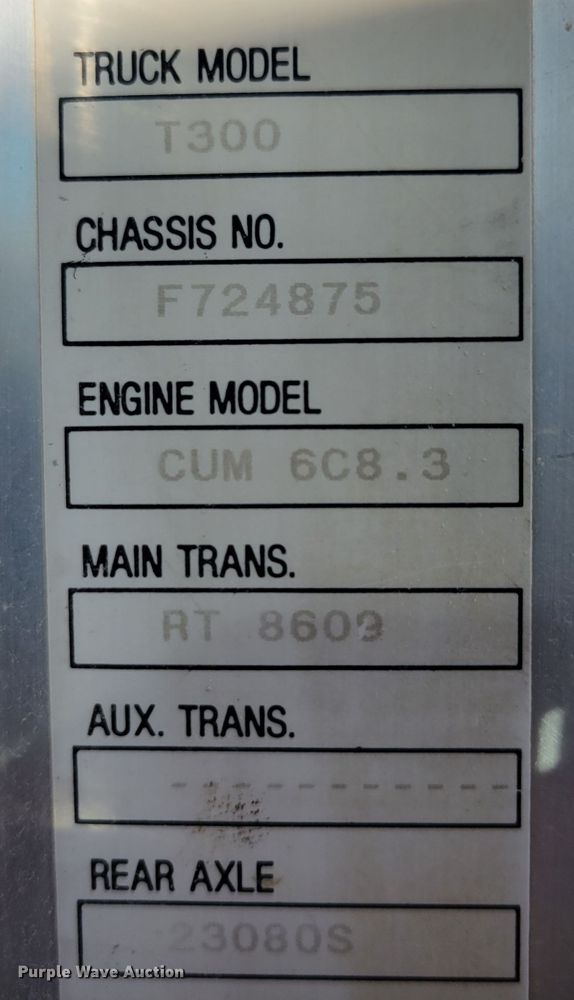 TRUCK MODEL
T300
CHASSIS NO.
F724875
ENGINE MODEL
CUM 6C8.3
MAIN TRANS.
RT 8609
AUX. TRANS.
-----------
REAR AXLE
23080S
Purple Wave Auction